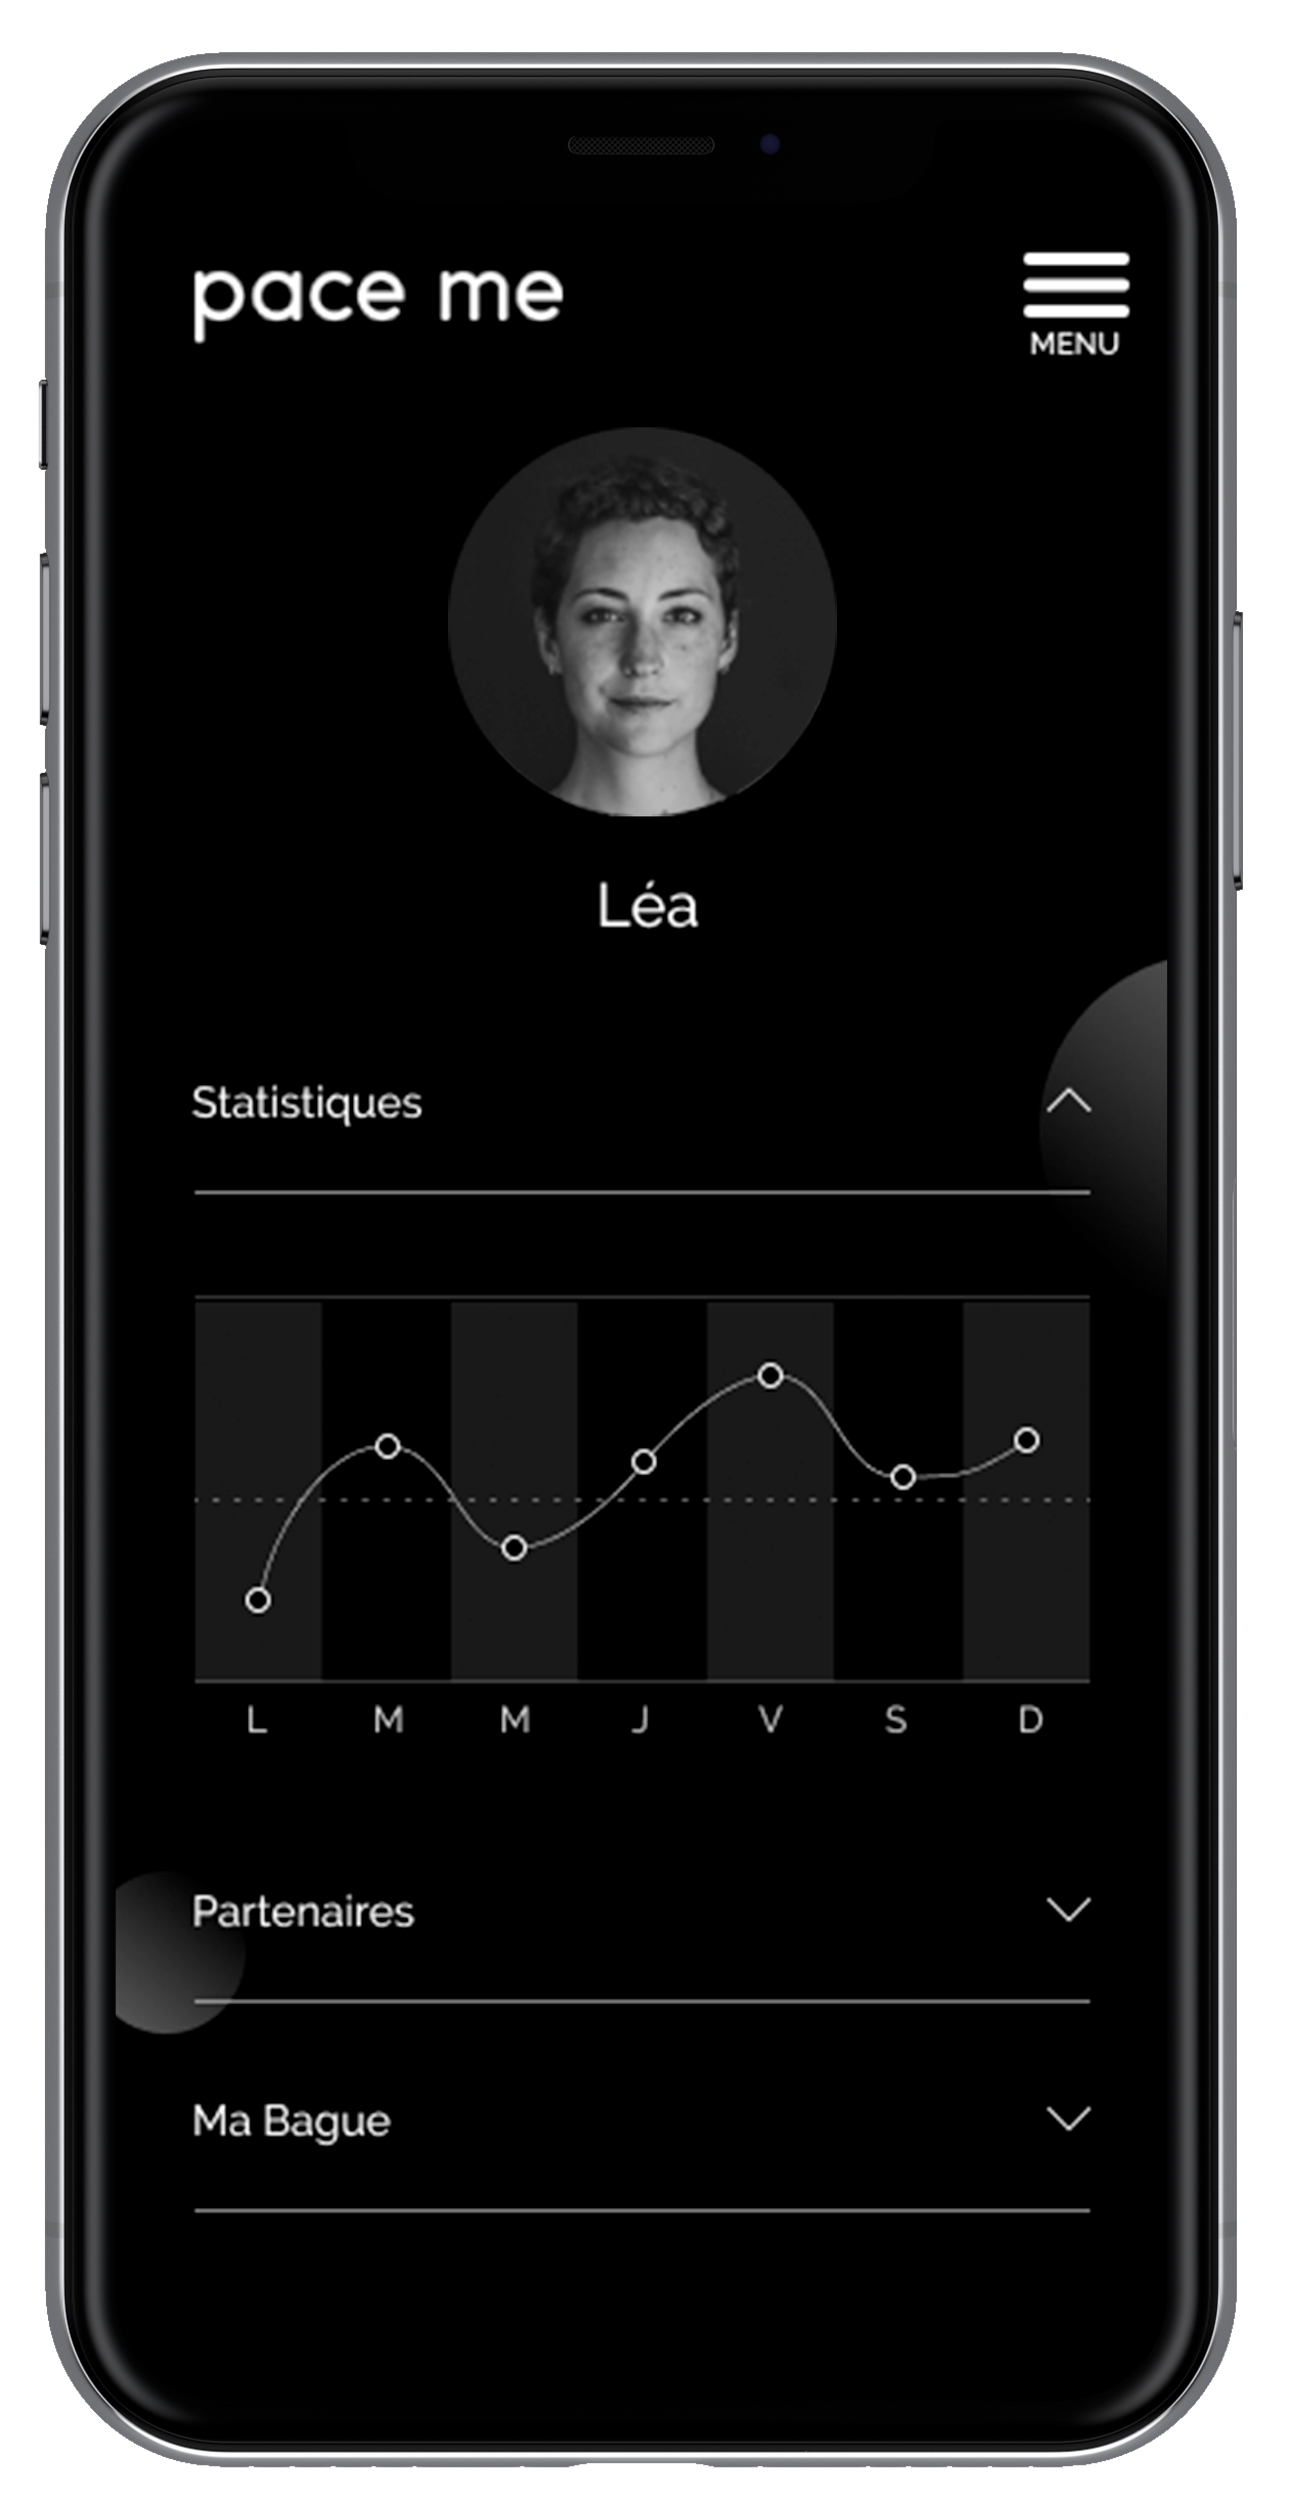 pace me
MENU
Léa
Statistiques
L M M J V S D
Partenaires
Ma Bague